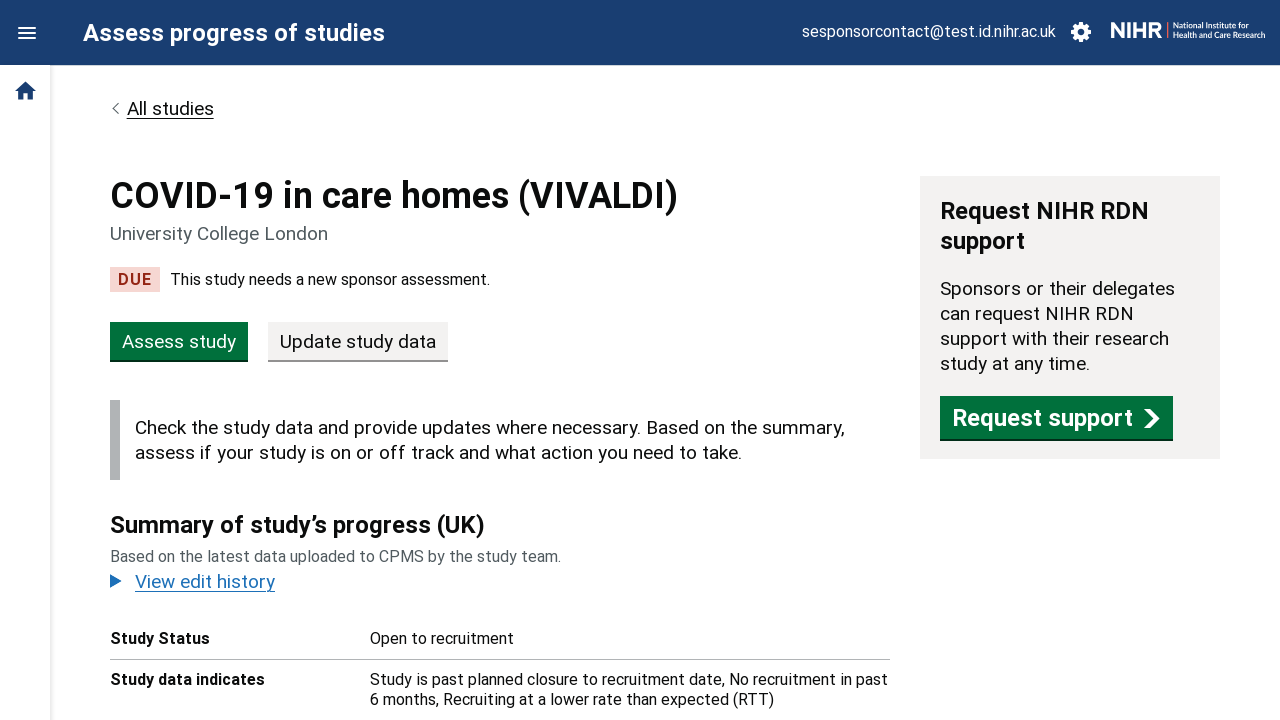 Assess progress of studies
sesponsorcontact@test.id.nihr.ac.uk
NIHR | National Institute for
Health and Care Research
All studies
COVID-19 in care homes (VIVALDI)
University College London
DUE This study needs a new sponsor assessment.
Assess study
Update study data
Check the study data and provide updates where necessary. Based on the summary,
assess if your study is on or off track and what action you need to take.
Summary of study’s progress (UK)
Based on the latest data uploaded to CPMS by the study team.
View edit history
Study Status Open to recruitment
Study data indicates Study is past planned closure to recruitment date, No recruitment in past
6 months, Recruiting at a lower rate than expected (RTT)
Request NIHR RDN
support
Sponsors or their delegates
can request NIHR RDN
support with their research
study at any time.
Request support